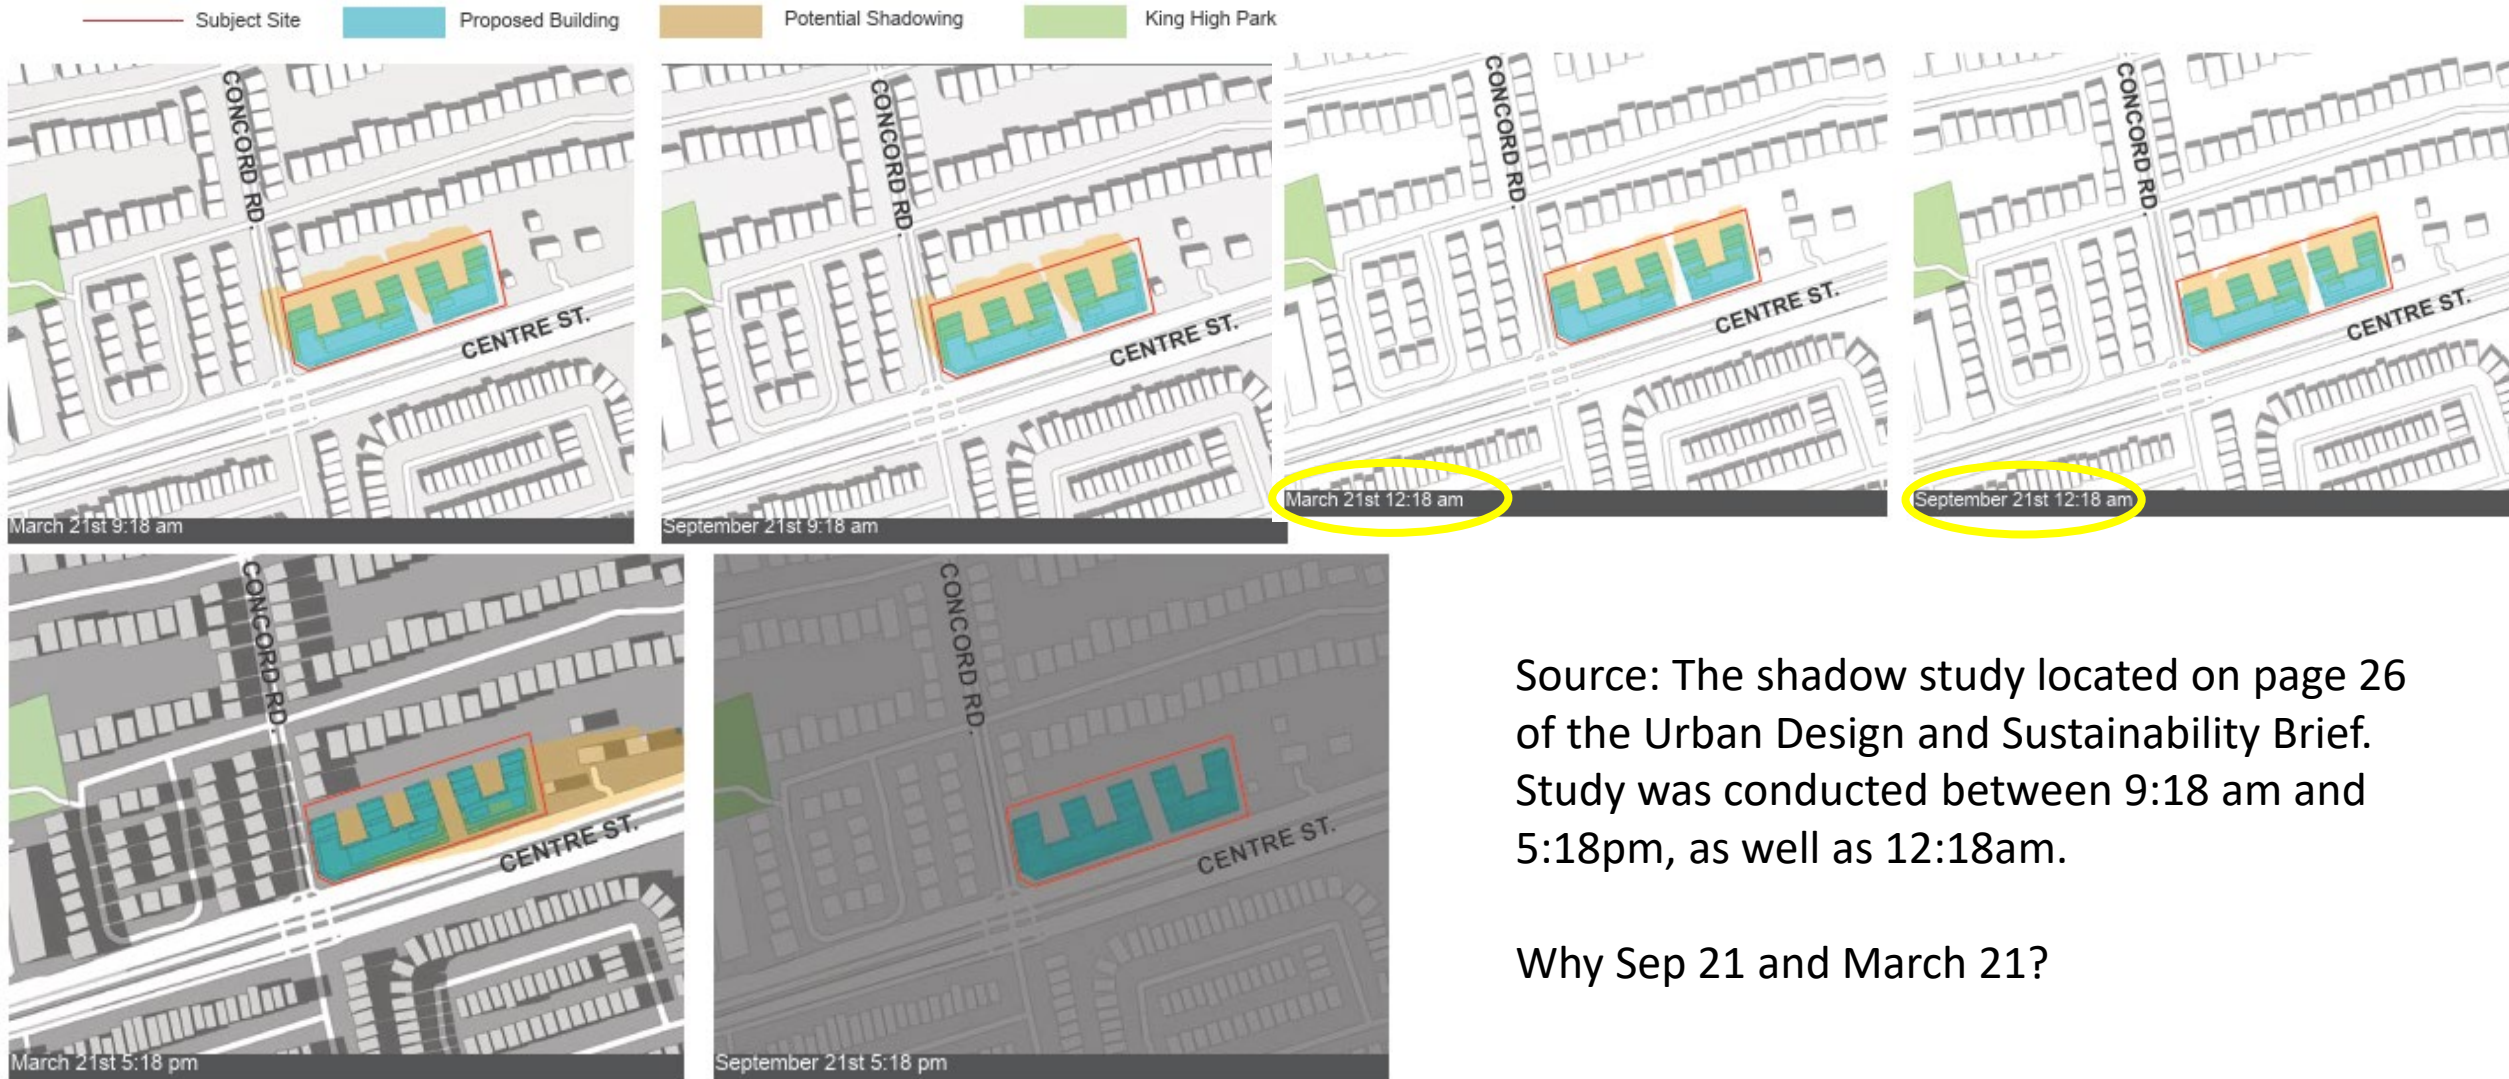 Subject Site
Proposed Building
Potential Shadowing
King High Park
CONCORD RD.
CENTRE ST.
March 21st 9:18 am
CONCORD RD.
CENTRE ST.
September 21st 9:18 am
CONCORD RD.
CENTRE ST.
March 21st 12:18 am
CONCORD RD.
CENTRE ST.
September 21st 12:18 am
CONCORD RD.
CENTRE ST.
March 21st 5:18 pm
CONCORD RD.
CENTRE ST.
September 21st 5:18 pm
Source: The shadow study located on page 26
of the Urban Design and Sustainability Brief.
Study was conducted between 9:18 am and
5:18pm, as well as 12:18am.
Why Sep 21 and March 21?